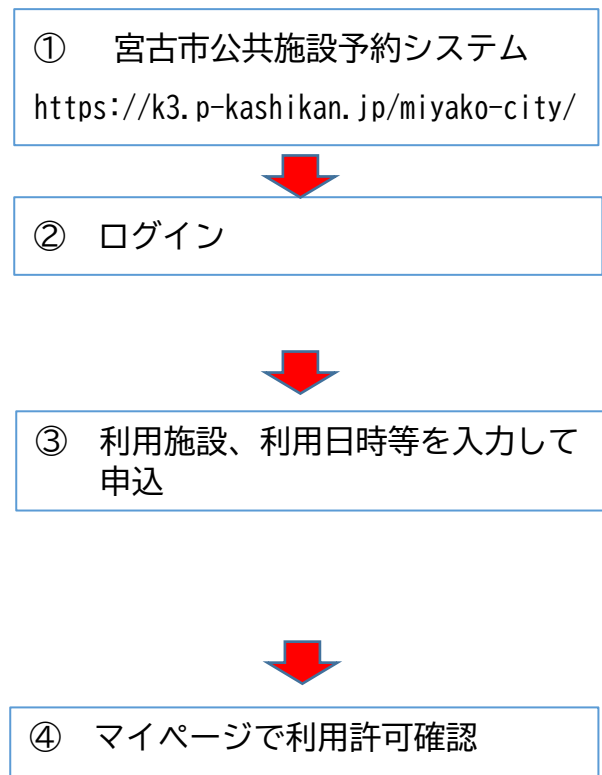 ① 宮古市公共施設予約システム
https://k3.p-kashikan.jp/miyako-city/
② ログイン
③ 利用施設、利用日時等を入力して
申込
④ マイページで利用許可確認